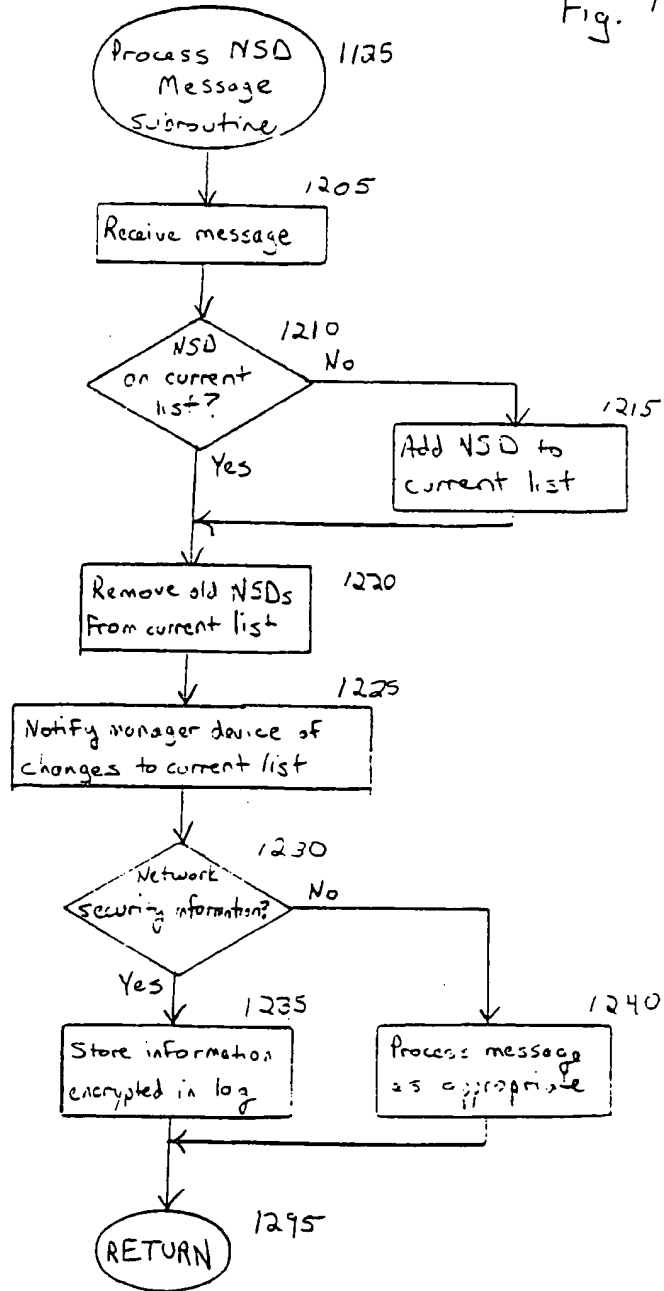 Fig.
Process NSD 1125
Message
subroutine
1205
Receive message
1210
NSD No
on current
list?
1215
Add NSD to
current list
Yes
Remove old NSDs 1220
From current list
1225
Notify manager device of
changes to current list
1230
Network No
security information?
Yes
1235
1240
Store information
encrypted in log
Process message
as appropriate
1295
RETURN